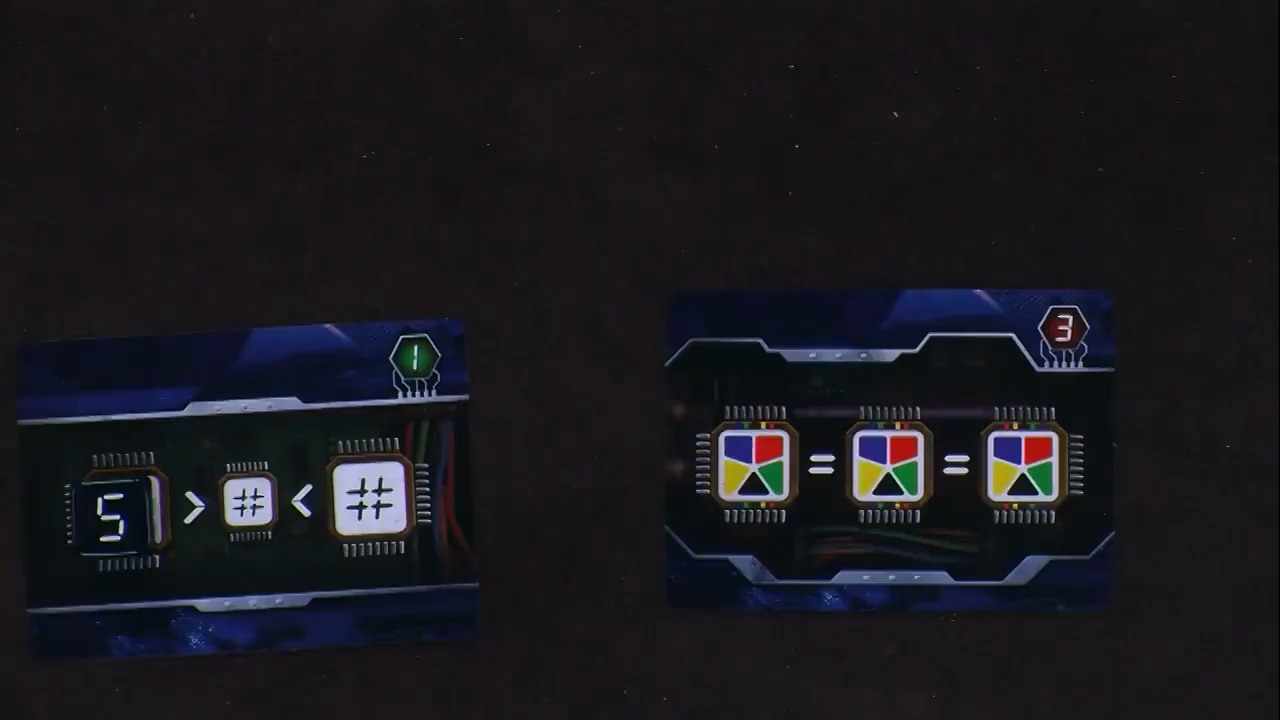 1
5 > # < #
3
= =